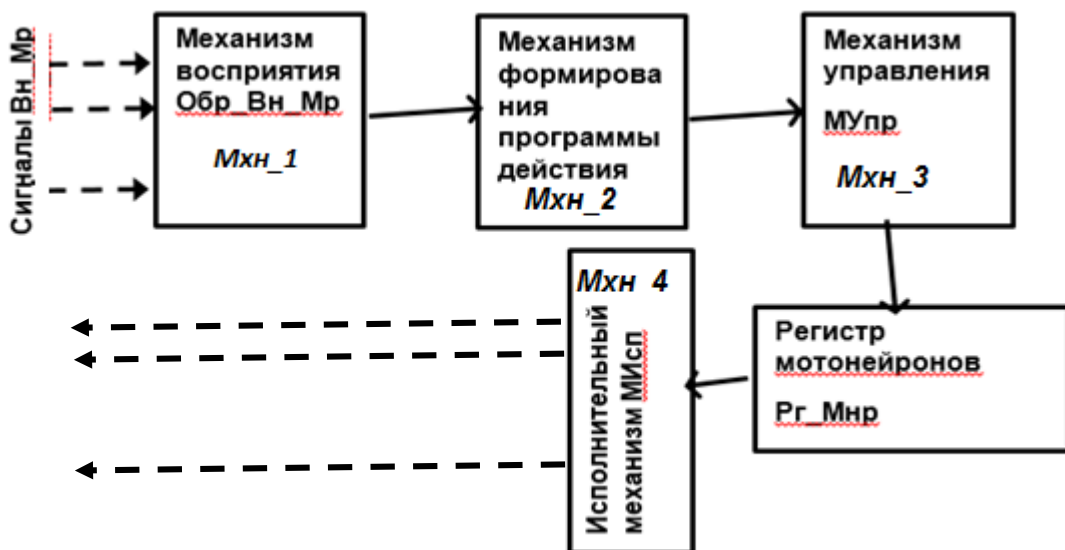 Сигналы Вн_Мр
Механизм
восприятия
Обр_Вн_Мр
Мхн_1
Механизм
формирова
ния
программы
действия
Мхн_2
Механизм
управления
МУпр
Мхн_3
Мхн 4
Исполнительный
механизм МИсп
Регистр
мотонейронов
Рг_Мнр